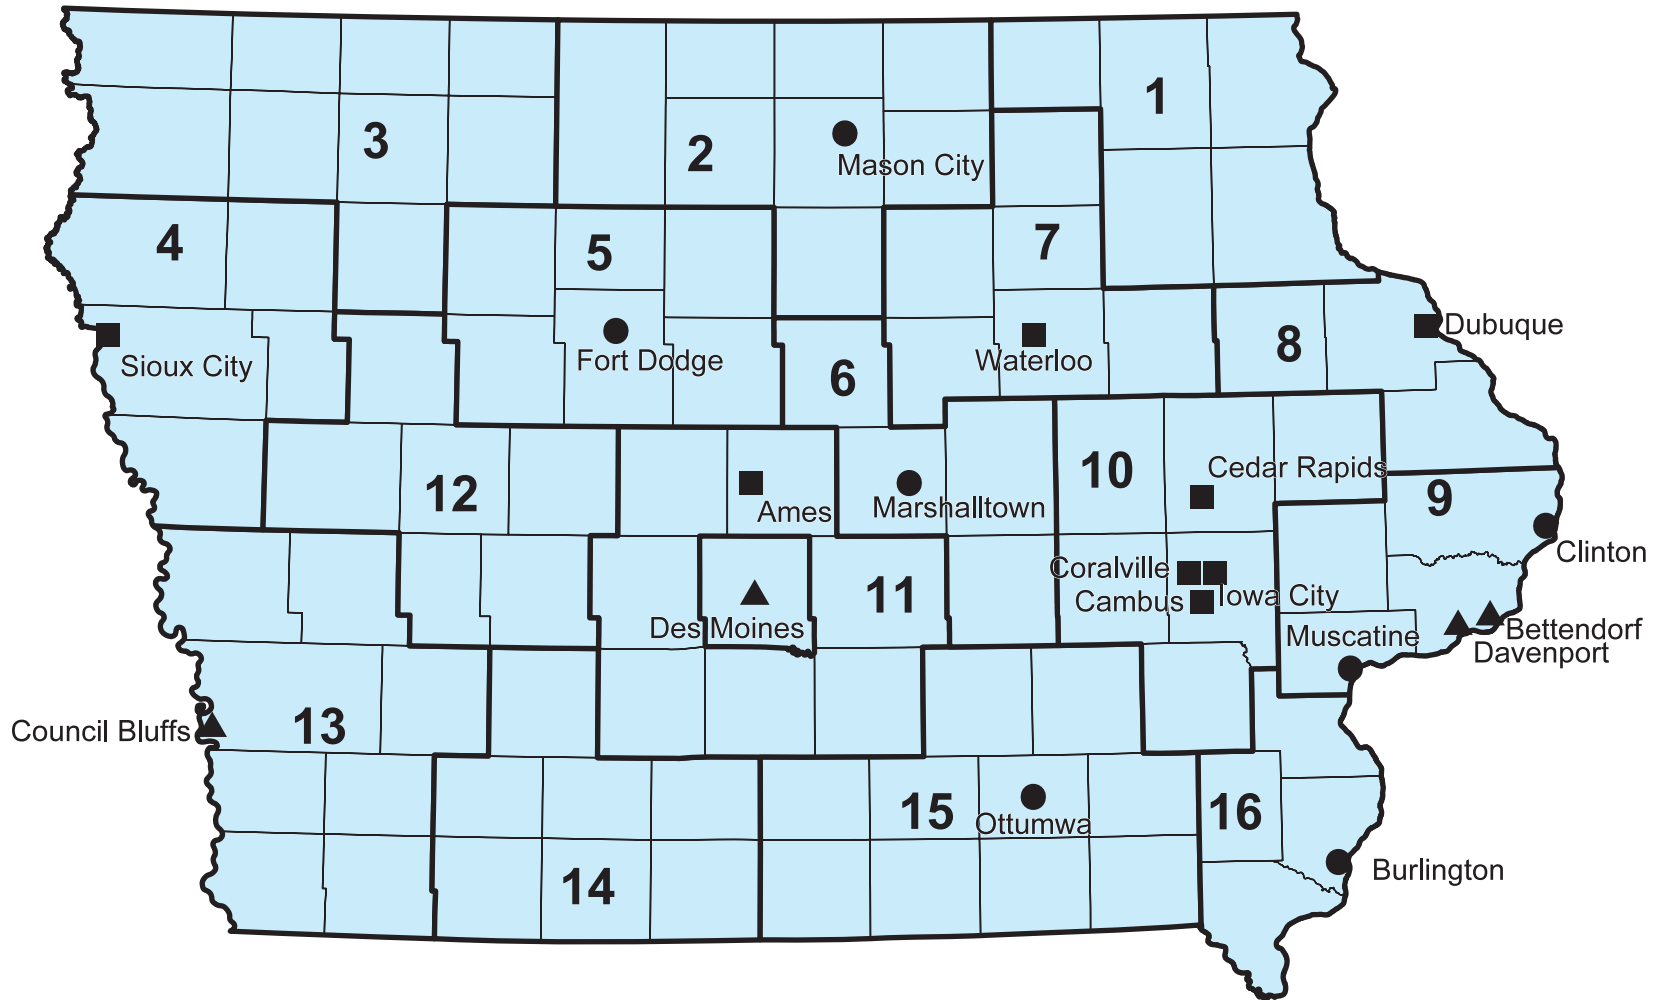 1
3
2
Mason City
4
5
7
Dubuque
Sioux City
Fort Dodge
Waterloo
8
6
12
10
Cedar Rapids
9
Ames
Marshalltown
Clinton
Coralville
11
Cambus
Iowa City
Des Moines
Muscatine
Bettendorf
Davenport
Council Bluffs
13
15
Ottumwa
16
14
Burlington